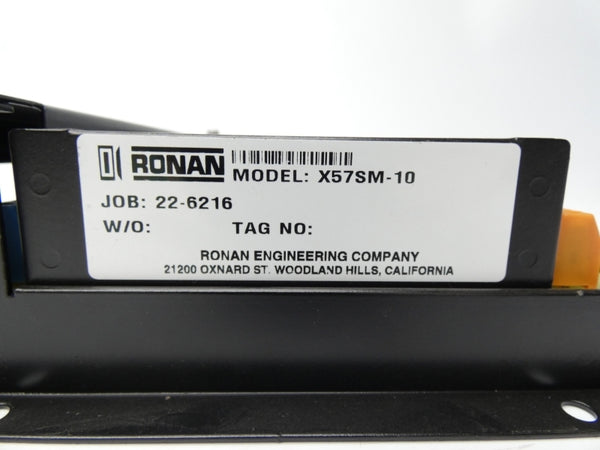 RONAN MODEL: X57SM-10
JOB: 22-6216
W/O: TAG NO:
RONAN ENGINEERING COMPANY
21200 OXNARD ST. WOODLAND HILLS, CALIFORNIA